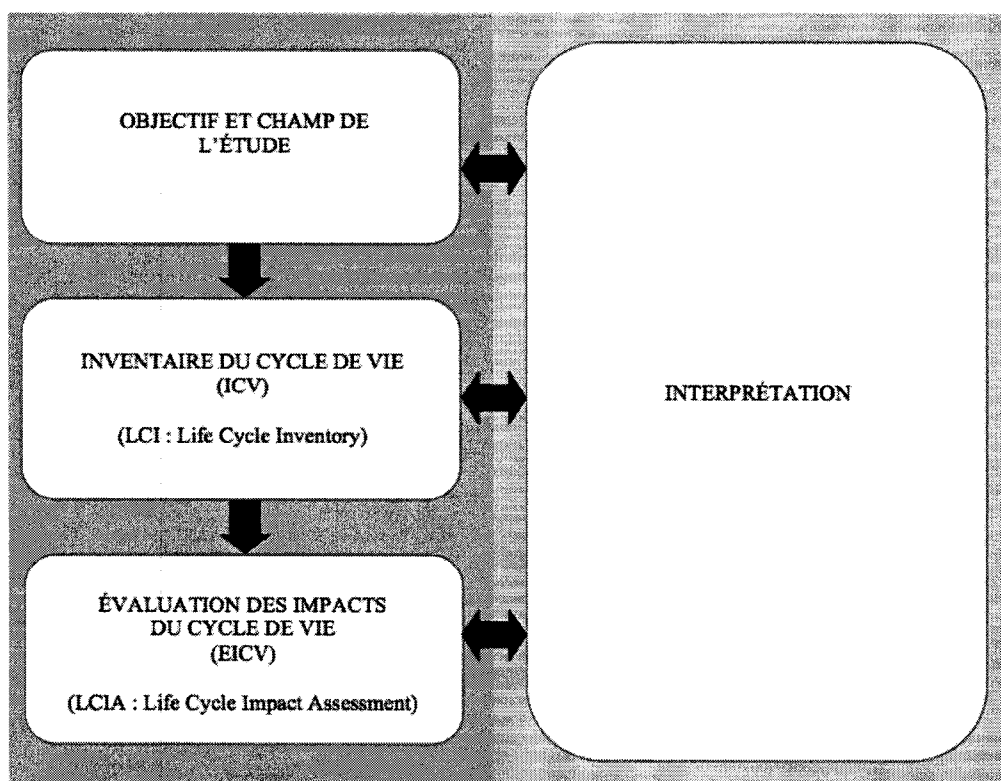 OBJECTIF ET CHAMP DE
L'ÉTUDE
INVENTAIRE DU CYCLE DE VIE
(ICV)
(LCI : Life Cycle Inventory)
ÉVALUATION DES IMPACTS
DU CYCLE DE VIE
(EICV)
(LCIA : Life Cycle Impact Assessment)
INTERPRÉTATION